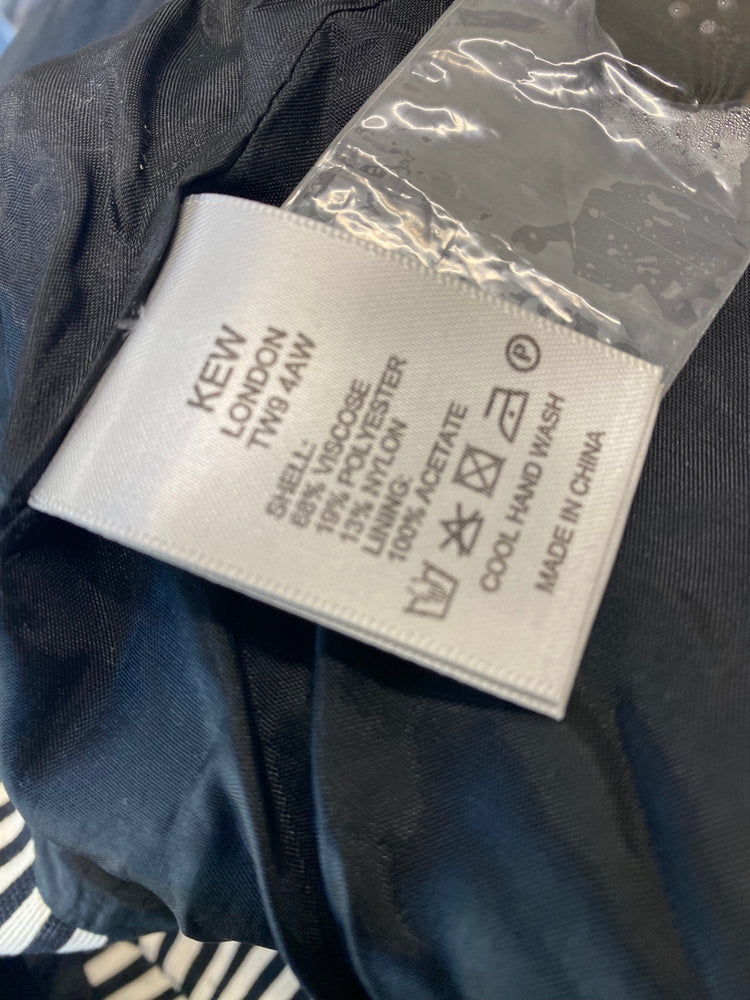 KEW
LONDON
TW9 4AW
SHELL:
68% VISCOSE
19% POLYESTER
13% NYLON
LINING:
100% ACETATE
P
COOL HAND WASH
MADE IN CHINA